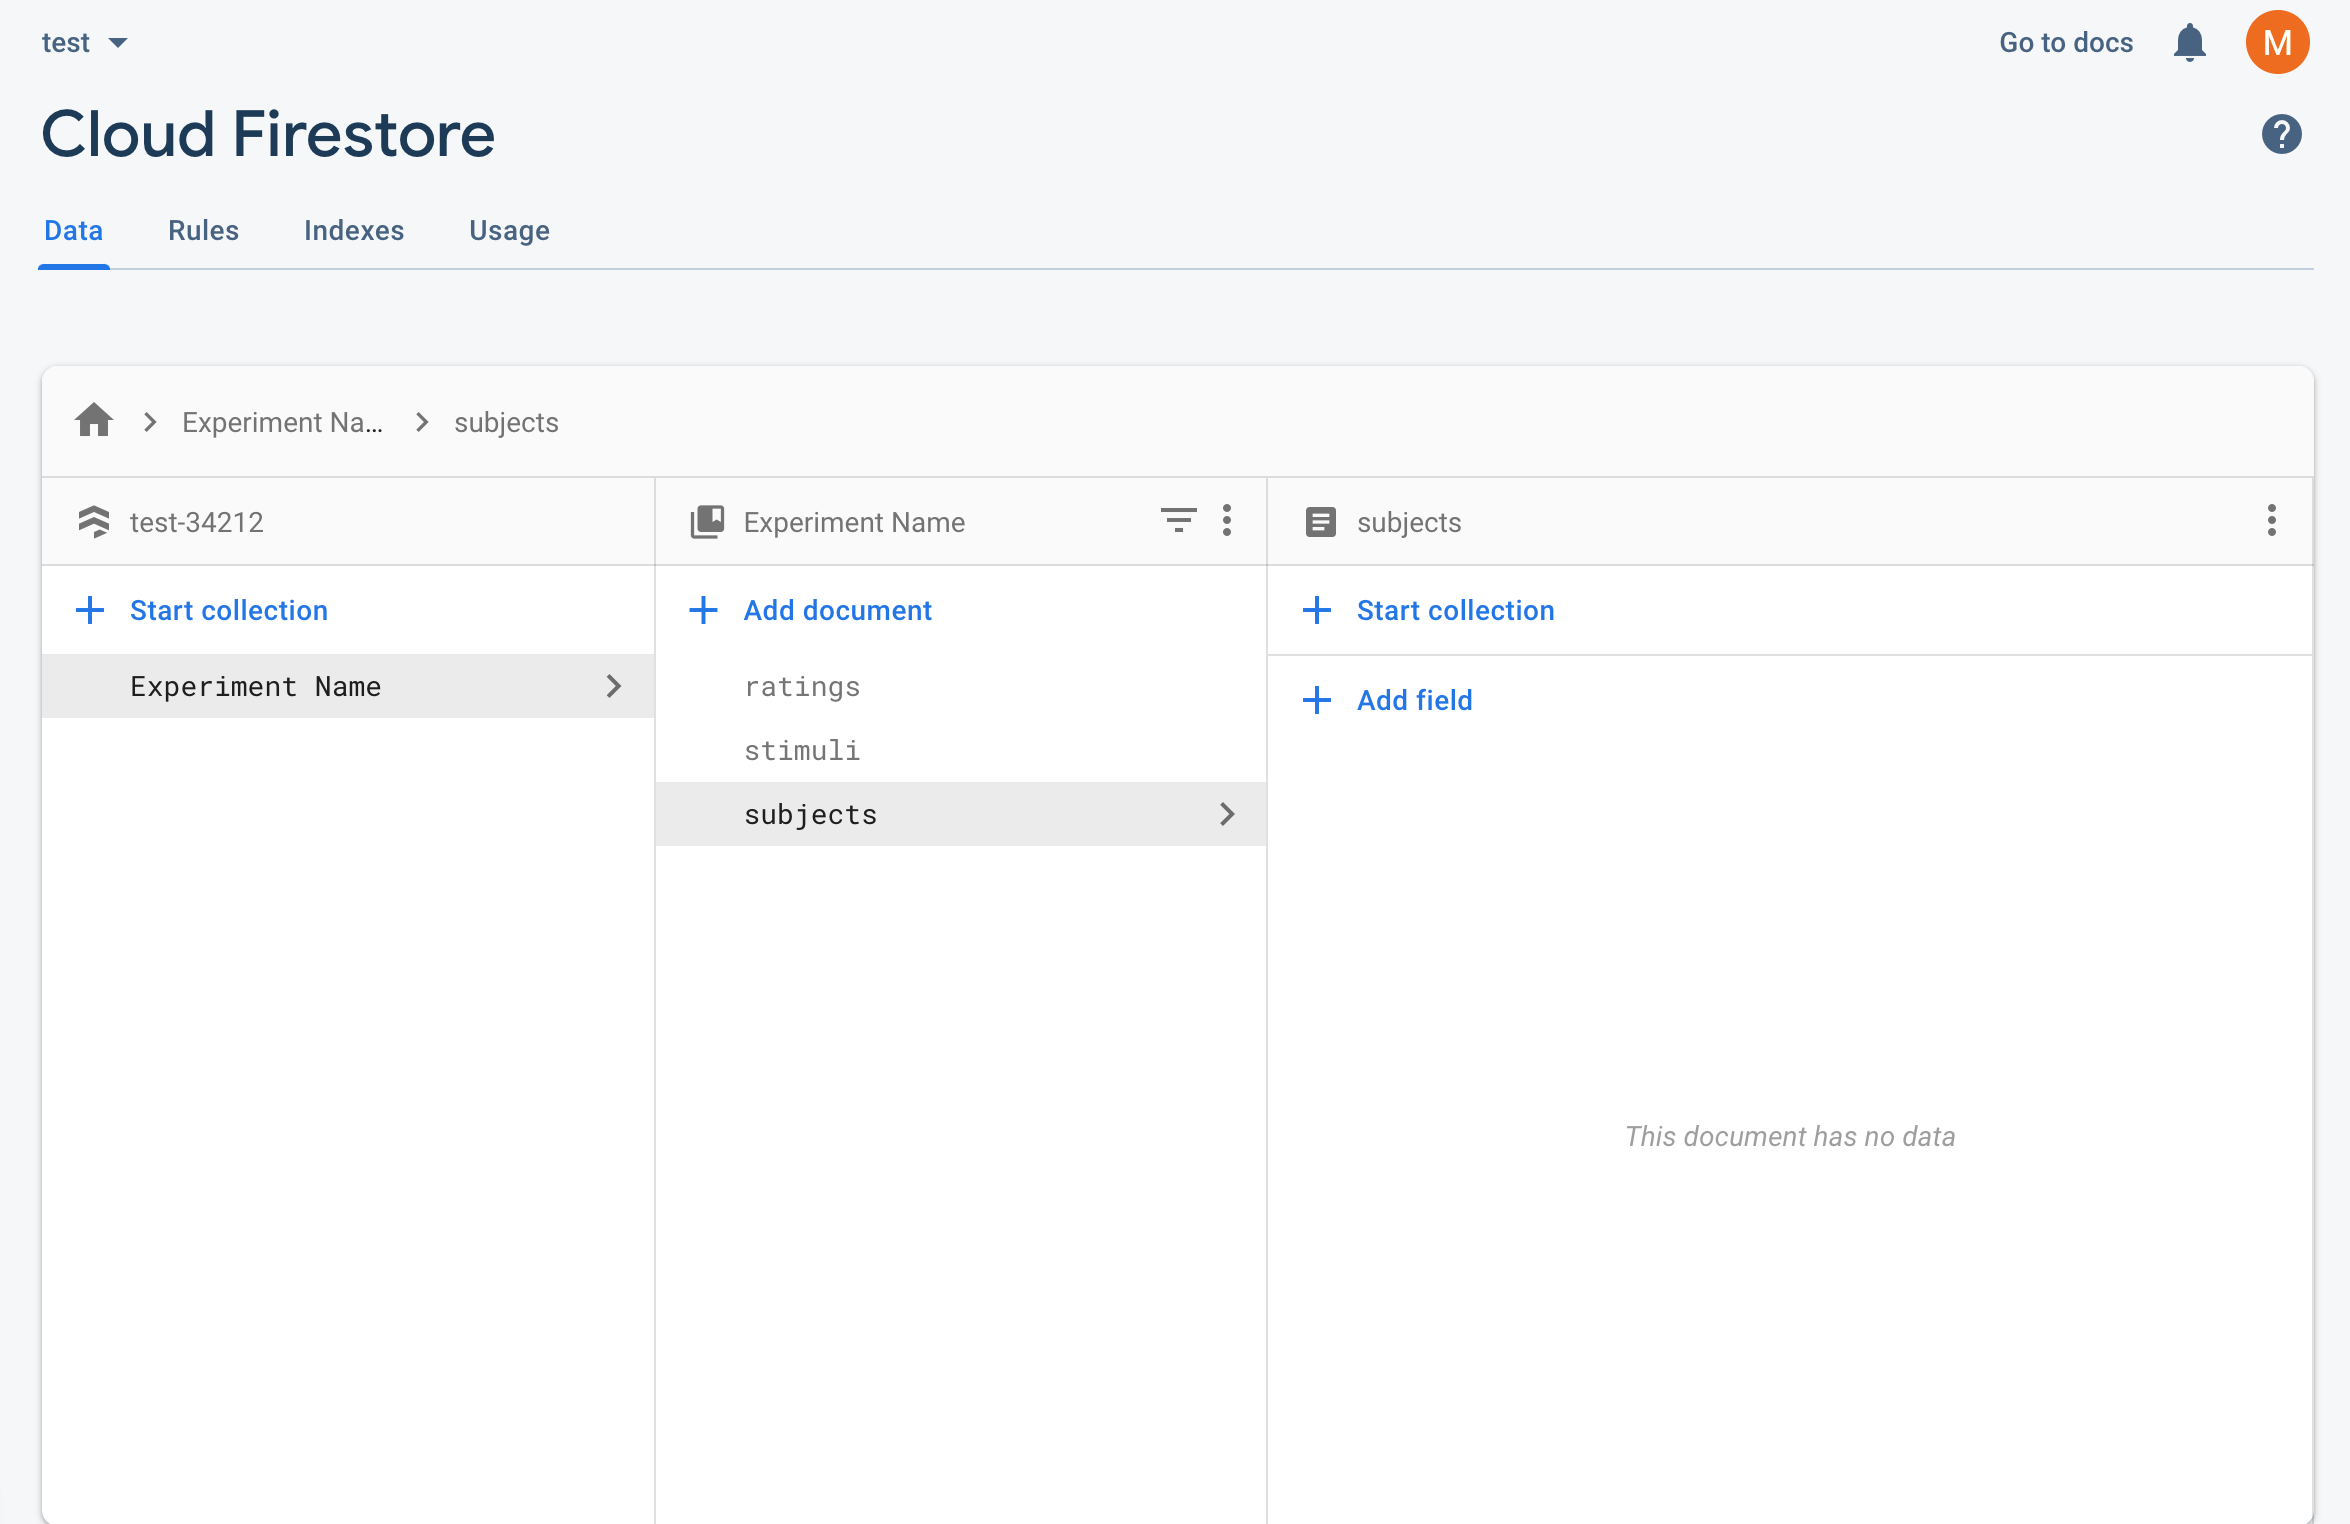 test
Go to docs
M
Cloud Firestore
?
Data Rules Indexes Usage
Experiment Na... > subjects
test-34212
Experiment Name
subjects
+ Start collection
+ Add document
+ Start collection
Experiment Name
ratings
stimuli
subjects
+ Add field
This document has no data